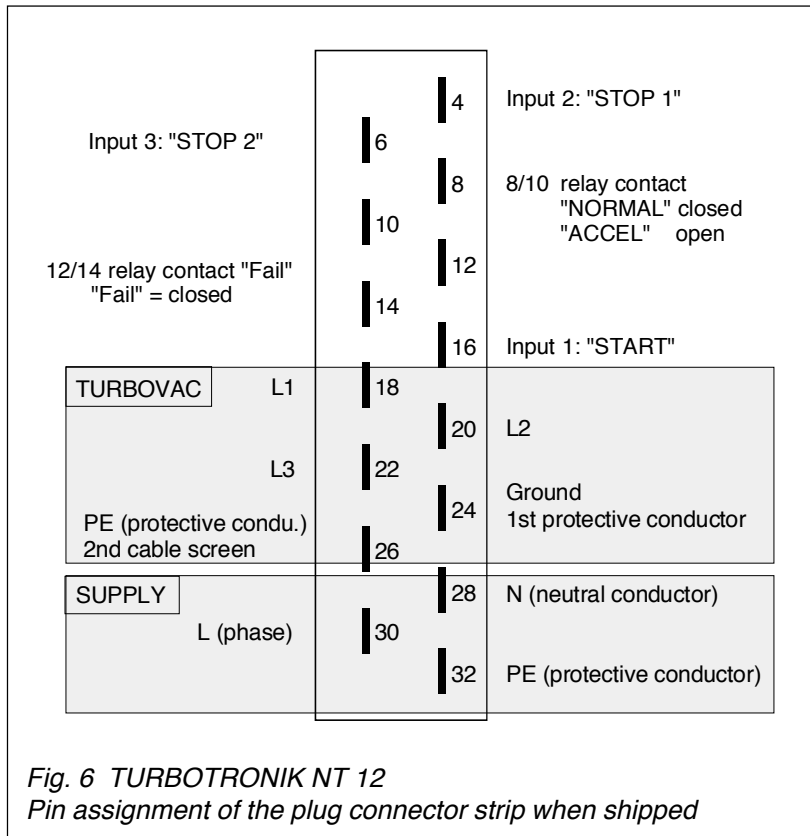 4 Input 2: "STOP 1"
Input 3: "STOP 2" 6
8 8/10 relay contact
"NORMAL" closed
10 "ACCEL" open
12/14 relay contact "Fail" 12
"Fail" = closed 14
16 Input 1: "START"
TURBOVAC L1 18
20 L2
L3 22
24 Ground
1st protective conductor
PE (protective condu.)
2nd cable screen 26
SUPPLY 28 N (neutral conductor)
L (phase) 30
32 PE (protective conductor)
Fig. 6 TURBOTRONIK NT 12
Pin assignment of the plug connector strip when shipped